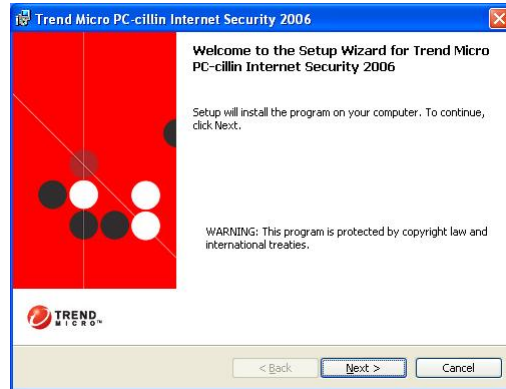 Trend Micro PC-cillin Internet Security 2006
Welcome to the Setup Wizard for Trend Micro
PC-cillin Internet Security 2006
Setup will install the program on your computer. To continue,
click Next.
WARNING: This program is protected by copyright law and
international treaties.
TREND
MICRO™
< Back
Next >
Cancel